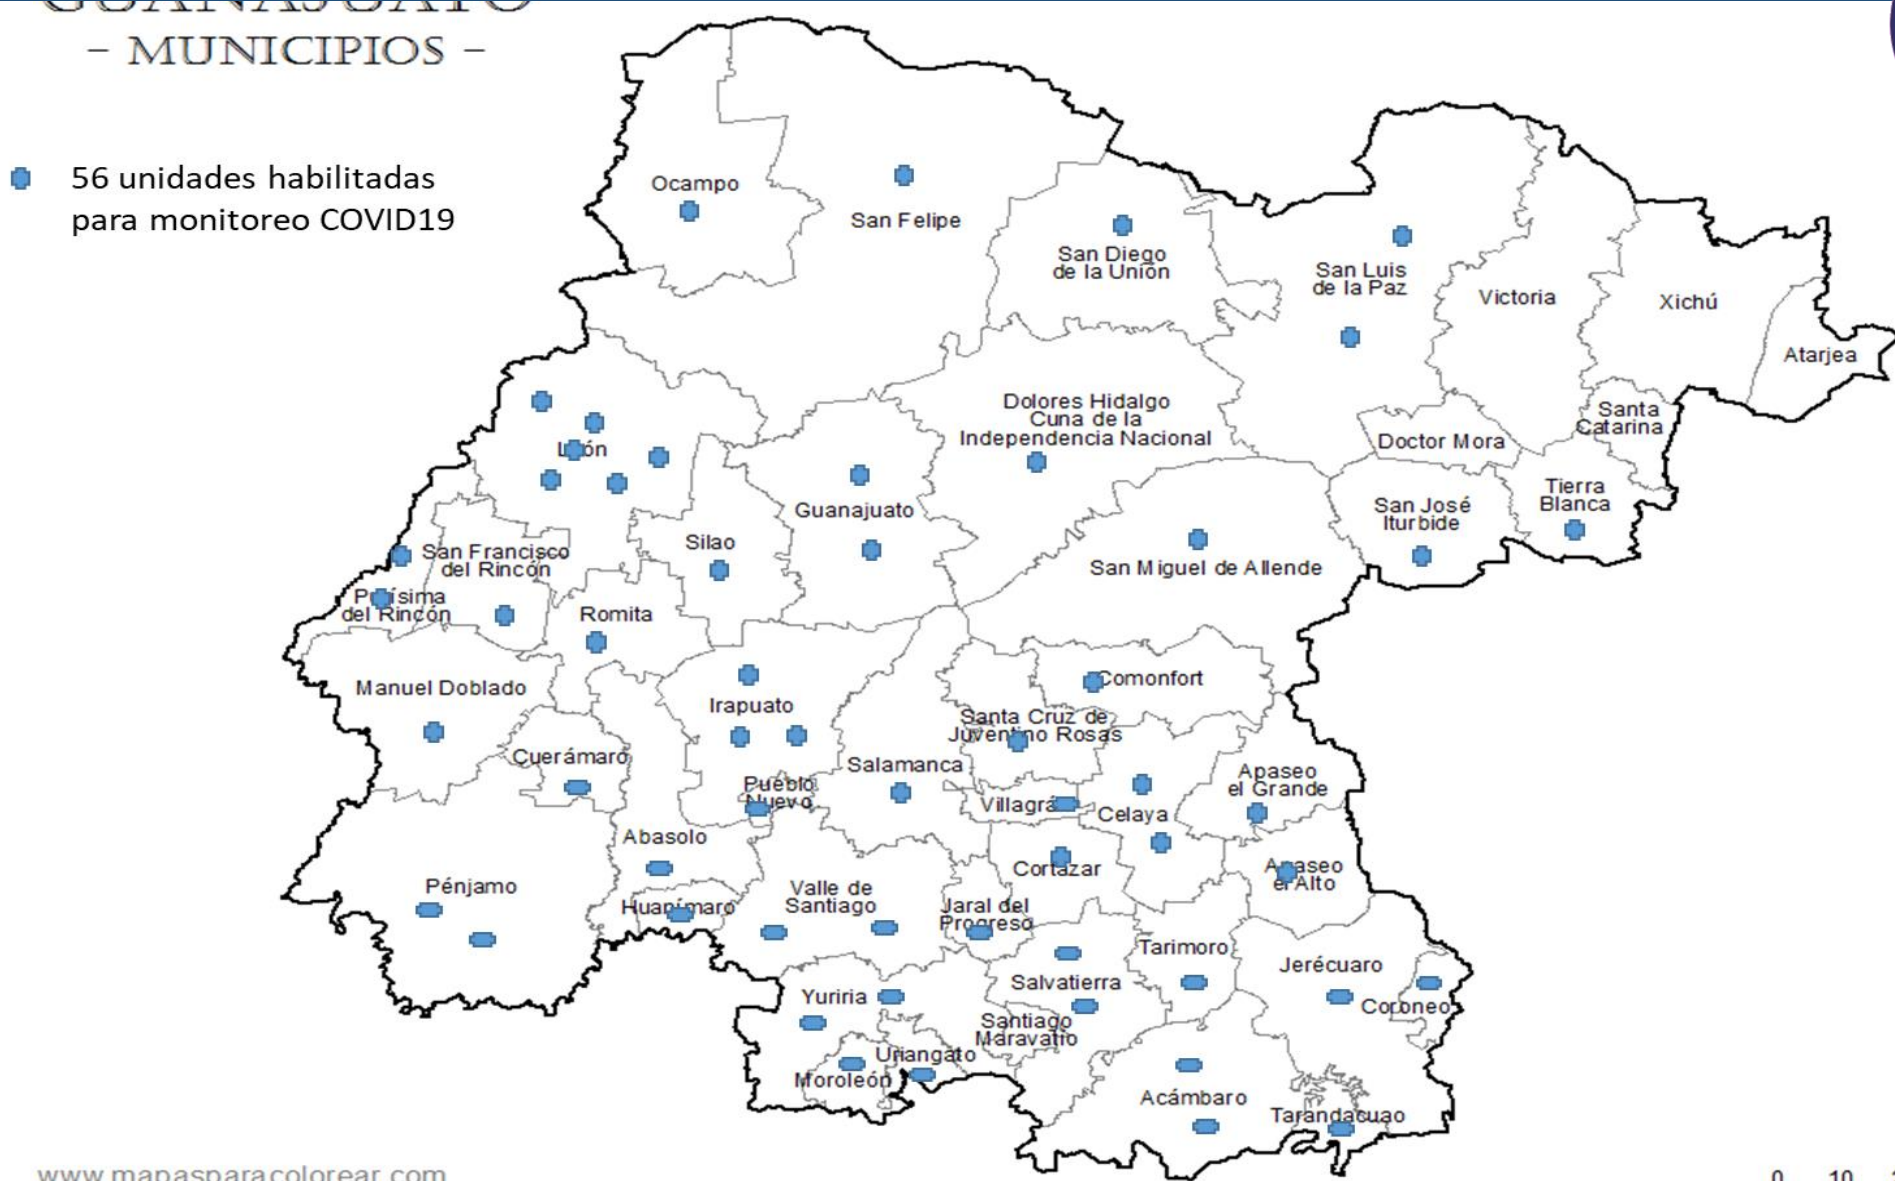 GUANAJUATO
- MUNICIPIOS -
56 unidades habilitadas
para monitoreo COVID19
Ocampo
San Felipe
San Diego
de la Unión
San Luis
de la Paz
Victoria
Xichú
Atarjea
Dolores Hidalgo
Cuna de la
Independencia Nacional
Santa
Catarina
Doctor Mora
León
Guanajuato
San José
Iturbide
Tierra
Blanca
Silao
San Francisco
del Rincón
San Miguel de Allende
Purísima
del Rincón
Romita
Manuel Doblado
Irapuato
Comonfort
Santa Cruz de
Juventino Rosas
Cuerámaro
Salamanca
Apaseo
el Grande
Pueblo
Nuevo
Villagrán
Celaya
Abasolo
Cortazar
Apaseo
el Alto
Pénjamo
Valle de
Santiago
Huanímaro
Jaral del
Progreso
Tarimoro
Jerécuaro
Salvatierra
Yuriria
Coroneo
Santiago
Maravatío
Uriangato
Moroleón
Acámbaro
Tarandacuao
www.mapasparacolorear.com
0 10